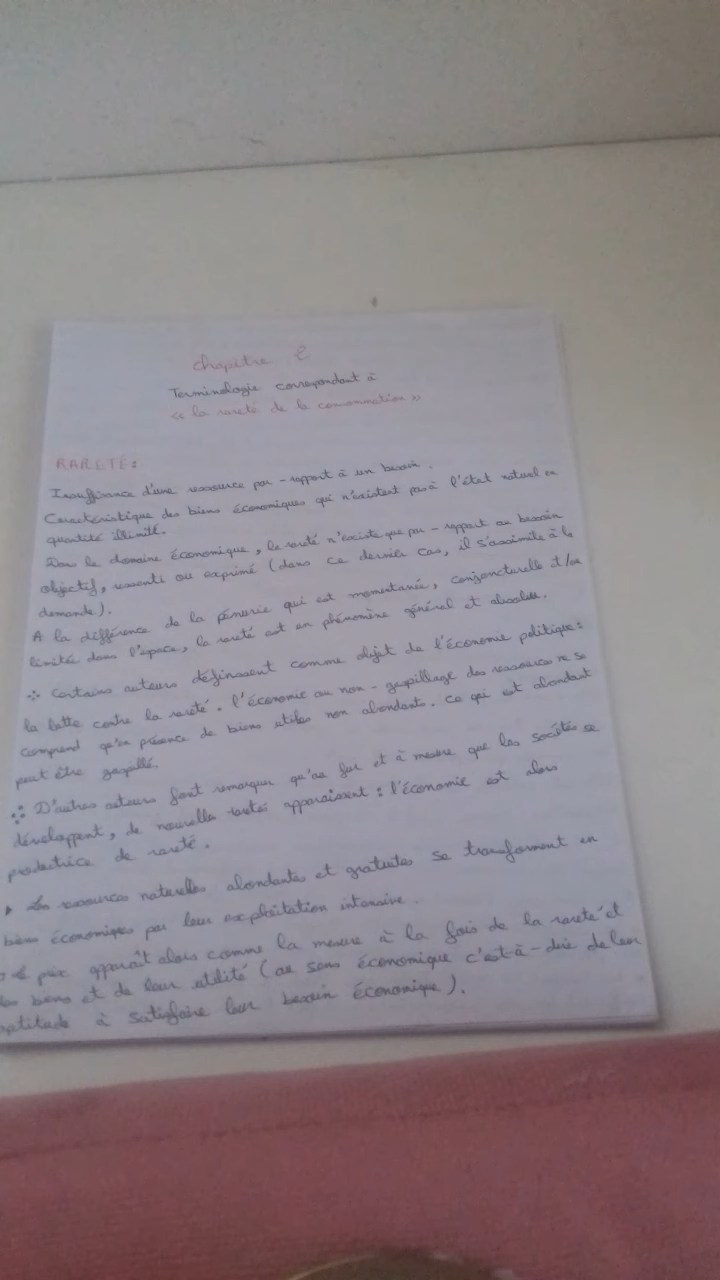 chapitre 2
Terminologie correspondant à
« la rareté de la consommation »
RARETÉ:
Insuffisance d'une ressource par-rapport à un besoin.
Caractéristique des biens économiques qui n'existent pas à l'état naturel en
quantité illimité.
Dans le domaine économique, la rareté n'existe que par-rapport au besoin
objectif, ressenti ou exprimé (dans ce dernier cas, il s'assimile à la
demande).
A la différence de la pénurie qui est momentanée, conjoncturelle et/ou
limité dans l'espace, la rareté est un phénomène général et absolue.
Certains auteurs définissent comme objet de l'économie politique:
la lutte contre la rareté. l'économie ou non-gaspillage des ressources ne se
comprend qu'en présence de biens utiles non abondants. ce qui est abondant
peut être gaspillé.
D'autres auteurs font remarquer qu'au fur et à mesure que les sociétés se
développent, de nouvelles raretés apparaissent : l'économie est alors
productrice de rareté.
Les ressources naturelles abondantes et gratuites se transforment en
biens économiques par leur exploitation intensive.
Le prix apparaît alors comme la mesure à la fois de la rareté et
des biens et de leur utilité (au sens économique c'est-à-dire de leur
aptitude à satisfaire leur besoin économique).